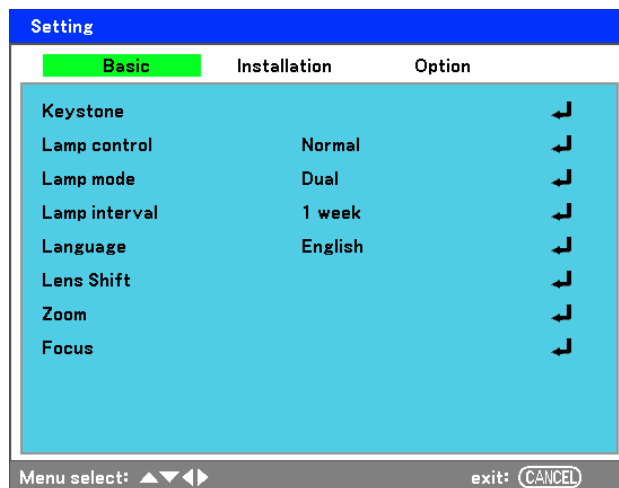 Setting
Basic Installation Option
Keystone
Lamp control Normal
Lamp mode Dual
Lamp interval 1 week
Language English
Lens Shift
Zoom
Focus
Menu select: ▲▼◀▶ exit: CANCEL